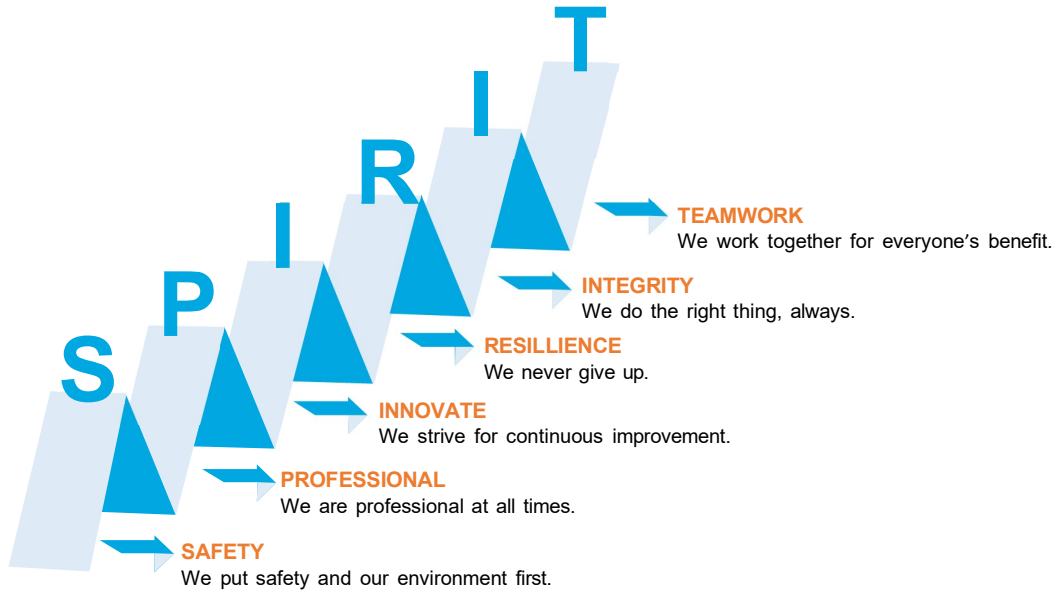 T
I
R
I
P
S
TEAMWORK
We work together for everyone's benefit.
INTEGRITY
We do the right thing, always.
RESILLIENCE
We never give up.
INNOVATE
We strive for continuous improvement.
PROFESSIONAL
We are professional at all times.
SAFETY
We put safety and our environment first.